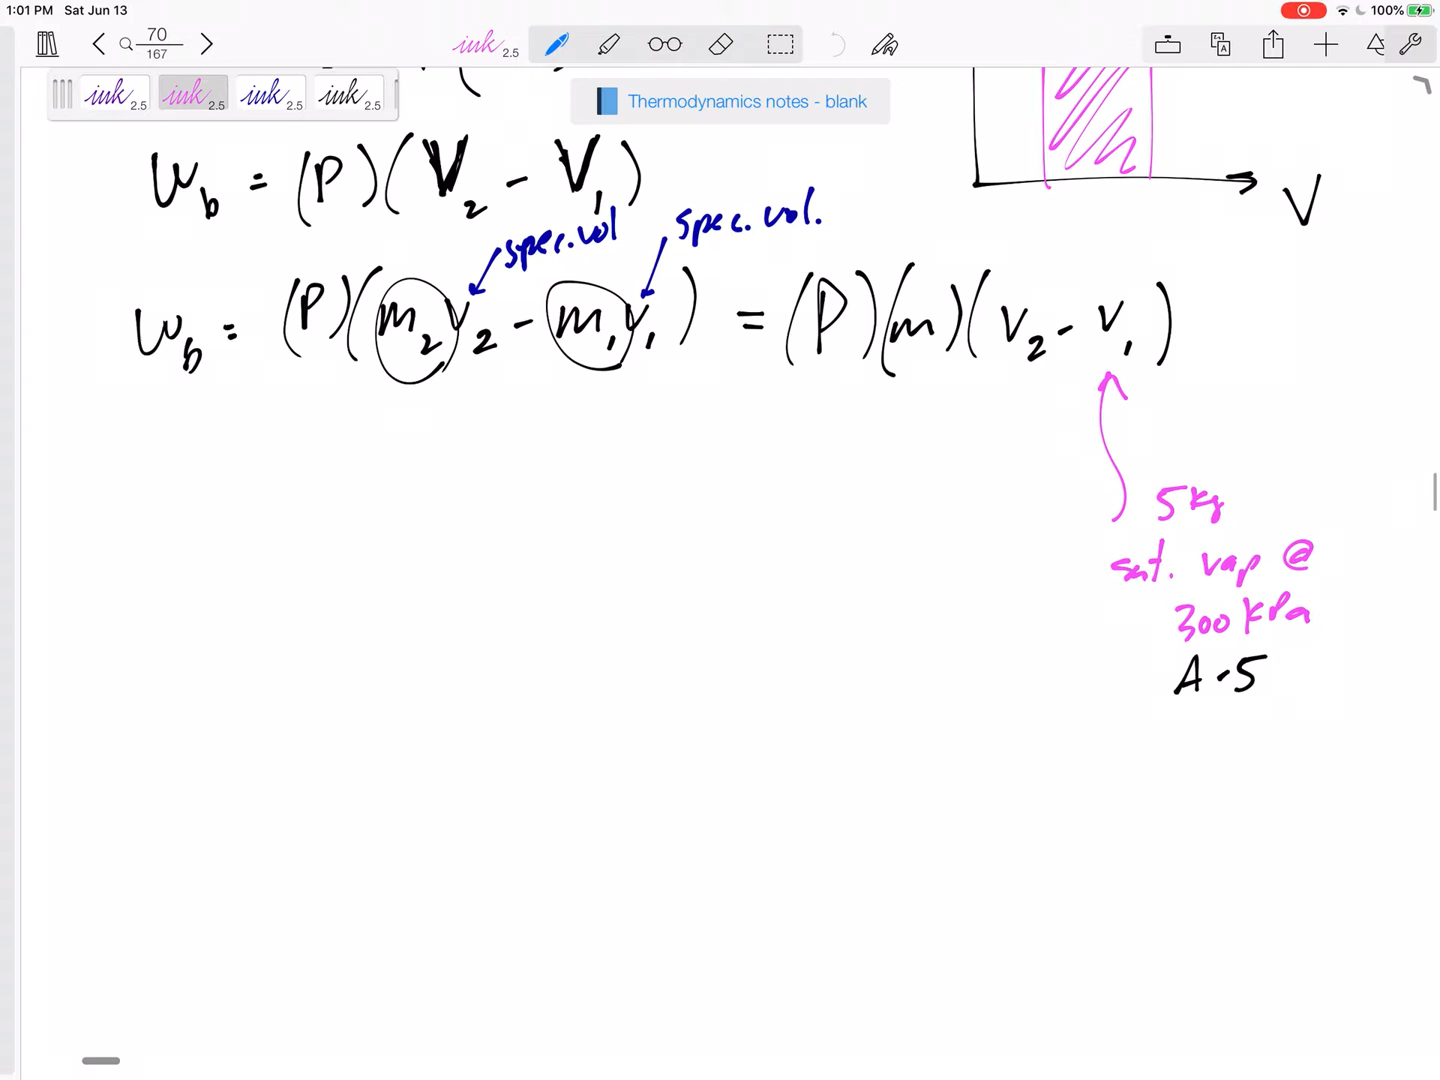 1:01 PM Sat Jun 13
100%
70
167
ink 2.5
ink 2.5
ink 2.5
ink 2.5
ink 2.5
Thermodynamics notes - blank
W_b = (P)(V_2 - V_1)
V
spec. vol
spec. vol.
W_b = (P)(m_2 v_2 - m_1 v_1) = (P)(m)(v_2 - v_1)
5 kg
sat. vap @
300 kPa
A-5